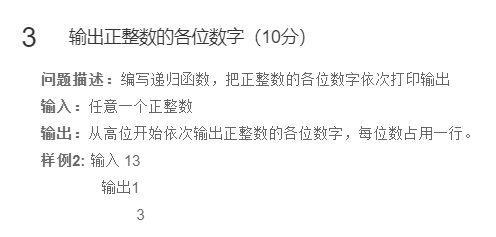 3 输出正整数的各位数字（10分）
问题描述：编写递归函数，把正整数的各位数字依次打印输出
输入：任意一个正整数
输出：从高位开始依次输出正整数的各位数字，每位数占用一行。
样例2: 输入 13
输出1
3